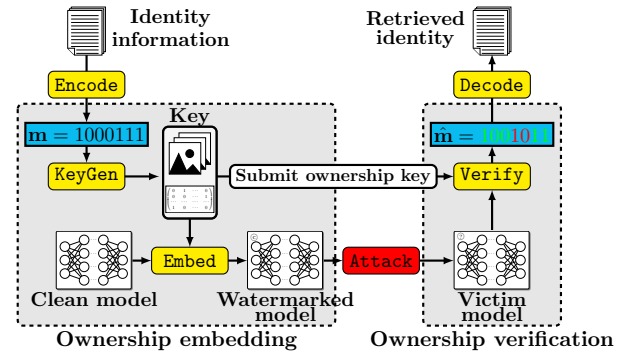 Identity
information
Retrieved
identity
Encode
Decode
m = 1000111
Key
m̂ = 1001011
KeyGen
Submit ownership key
Verify
Embed
Attack
Clean model
Watermarked
model
Victim
model
Ownership embedding
Ownership verification